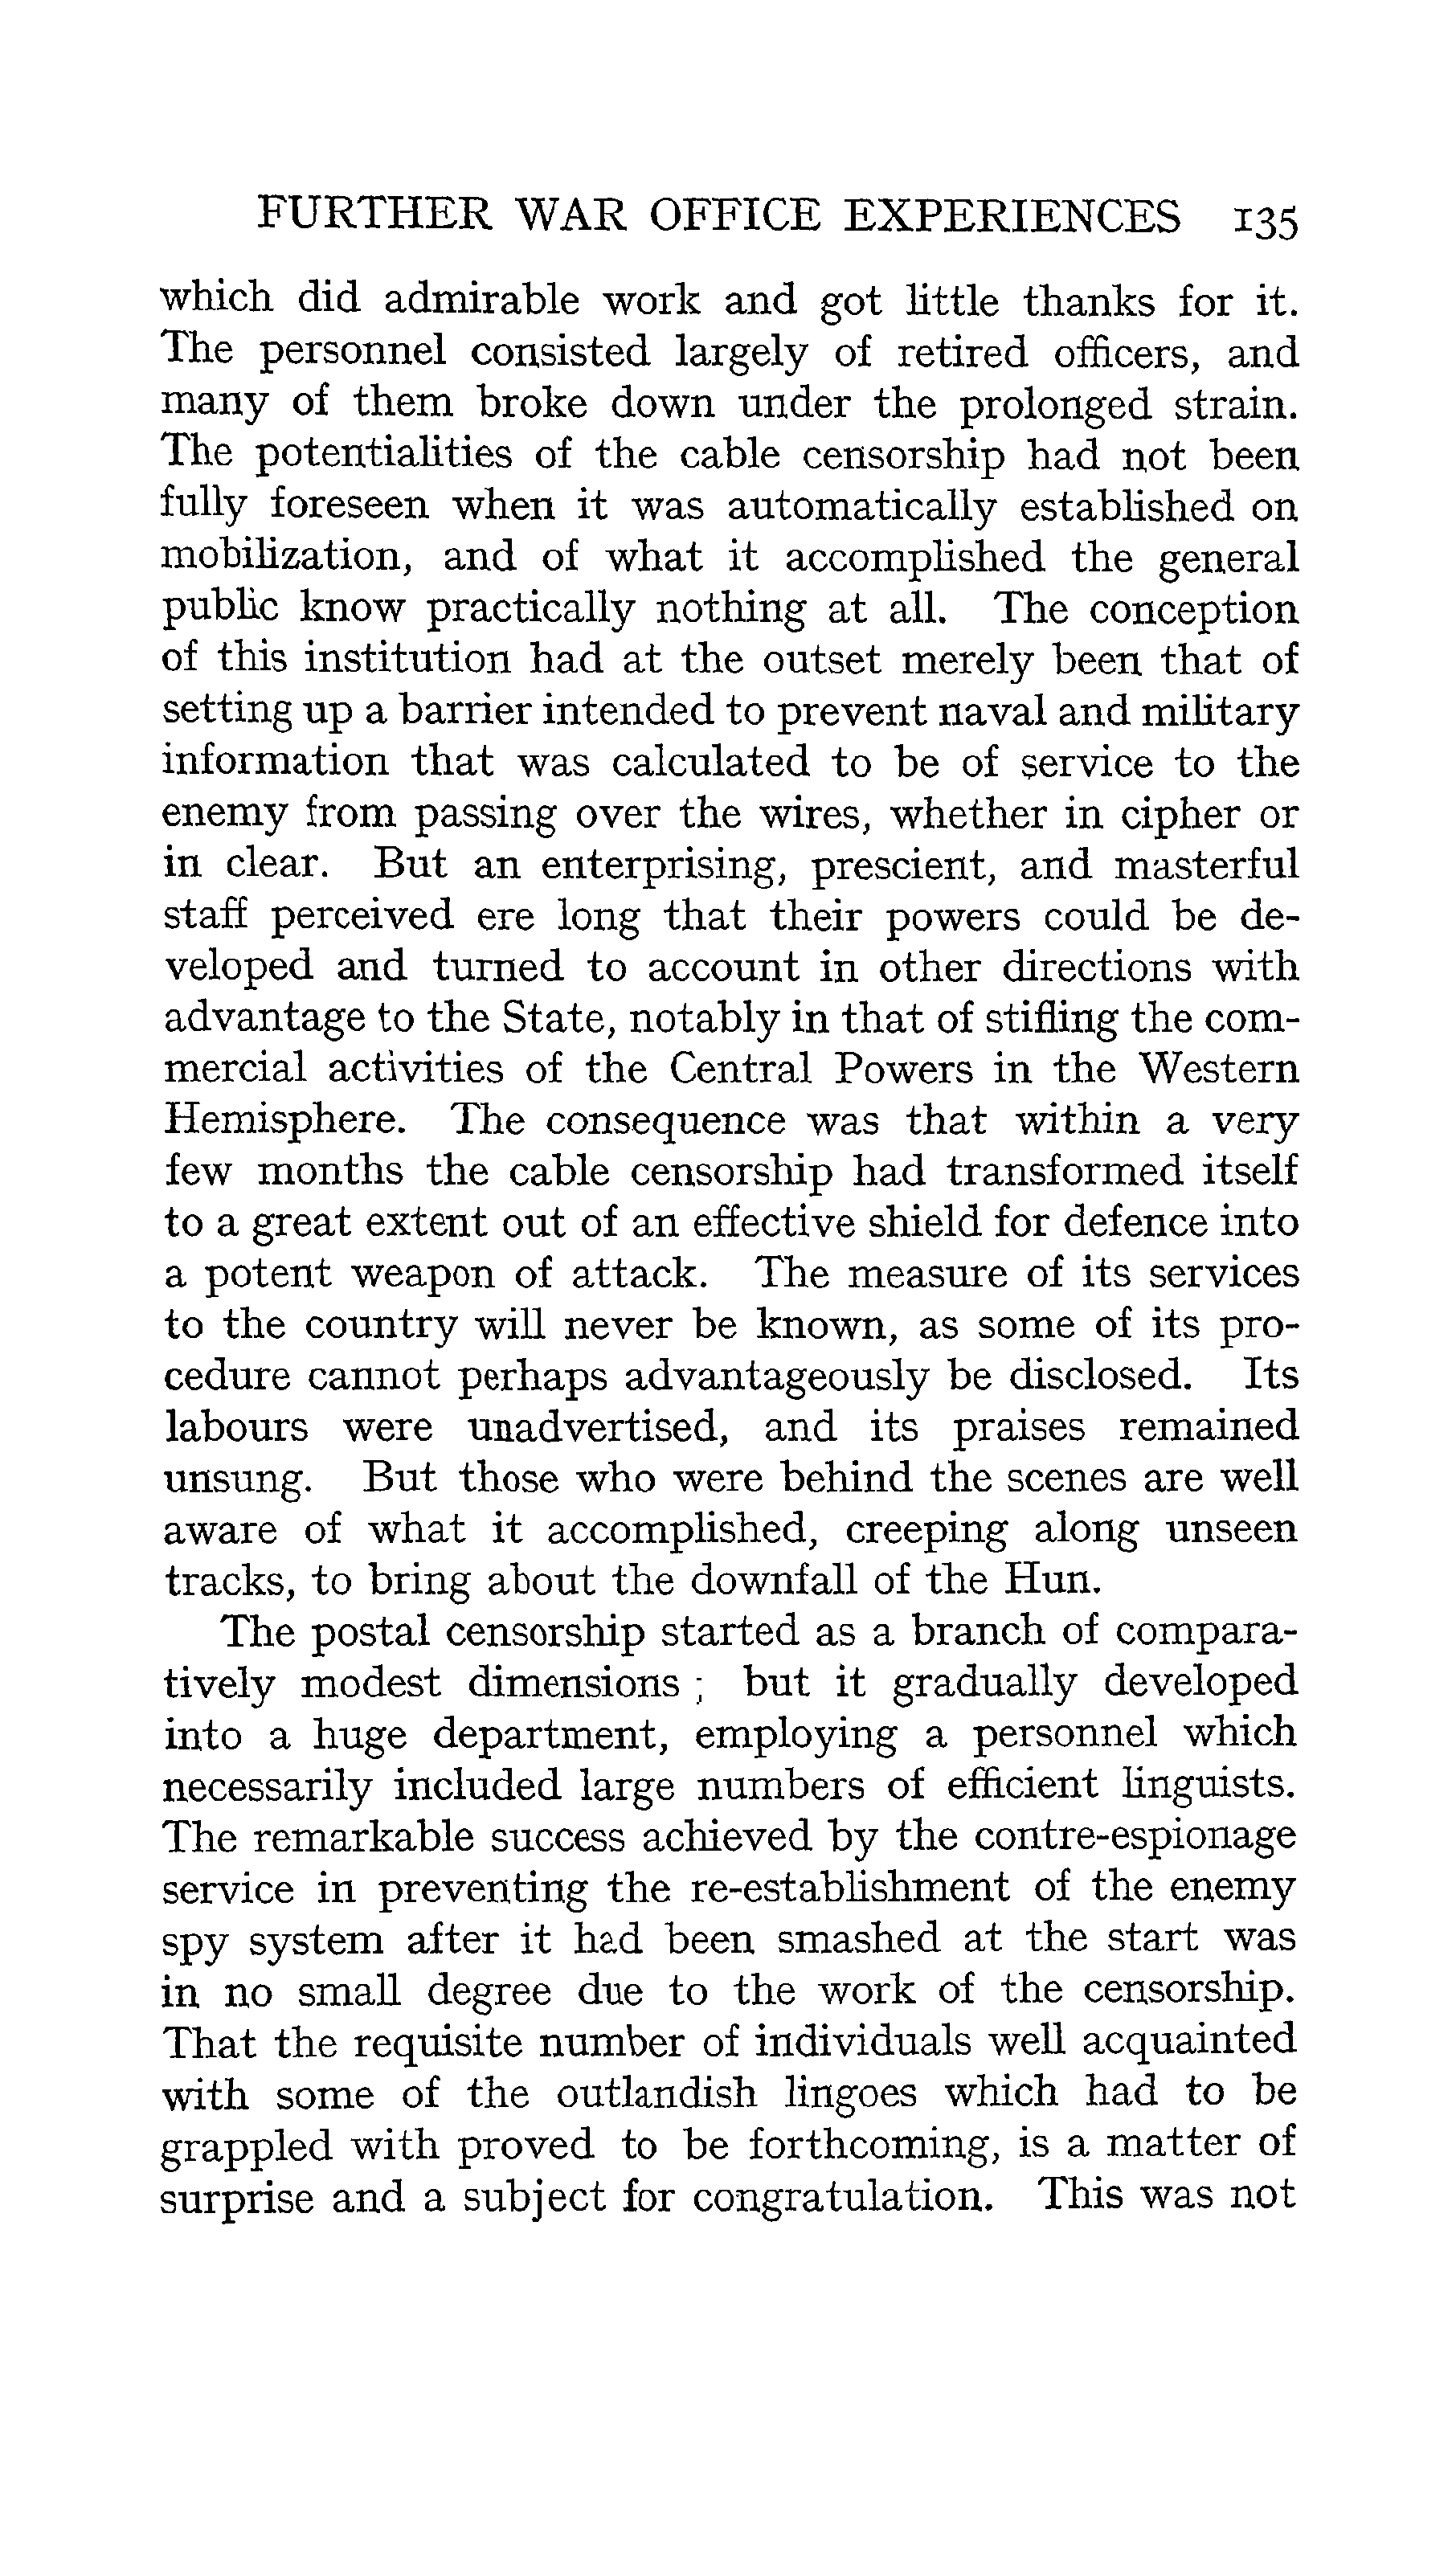 FURTHER WAR OFFICE EXPERIENCES 135
which did admirable work and got little thanks for it.
The personnel consisted largely of retired officers, and
many of them broke down under the prolonged strain.
The potentialities of the cable censorship had not been
fully foreseen when it was automatically established on
mobilization, and of what it accomplished the general
public know practically nothing at all. The conception
of this institution had at the outset merely been that of
setting up a barrier intended to prevent naval and military
information that was calculated to be of service to the
enemy from passing over the wires, whether in cipher or
in clear. But an enterprising, prescient, and masterful
staff perceived ere long that their powers could be de-
veloped and turned to account in other directions with
advantage to the State, notably in that of stifling the com-
mercial activities of the Central Powers in the Western
Hemisphere. The consequence was that within a very
few months the cable censorship had transformed itself
to a great extent out of an effective shield for defence into
a potent weapon of attack. The measure of its services
to the country will never be known, as some of its pro-
cedure cannot perhaps advantageously be disclosed. Its
labours were unadvertised, and its praises remained
unsung. But those who were behind the scenes are well
aware of what it accomplished, creeping along unseen
tracks, to bring about the downfall of the Hun.
The postal censorship started as a branch of compara-
tively modest dimensions ; but it gradually developed
into a huge department, employing a personnel which
necessarily included large numbers of efficient linguists.
The remarkable success achieved by the contre-espionage
service in preventing the re-establishment of the enemy
spy system after it had been smashed at the start was
in no small degree due to the work of the censorship.
That the requisite number of individuals well acquainted
with some of the outlandish lingoes which had to be
grappled with proved to be forthcoming, is a matter of
surprise and a subject for congratulation. This was not